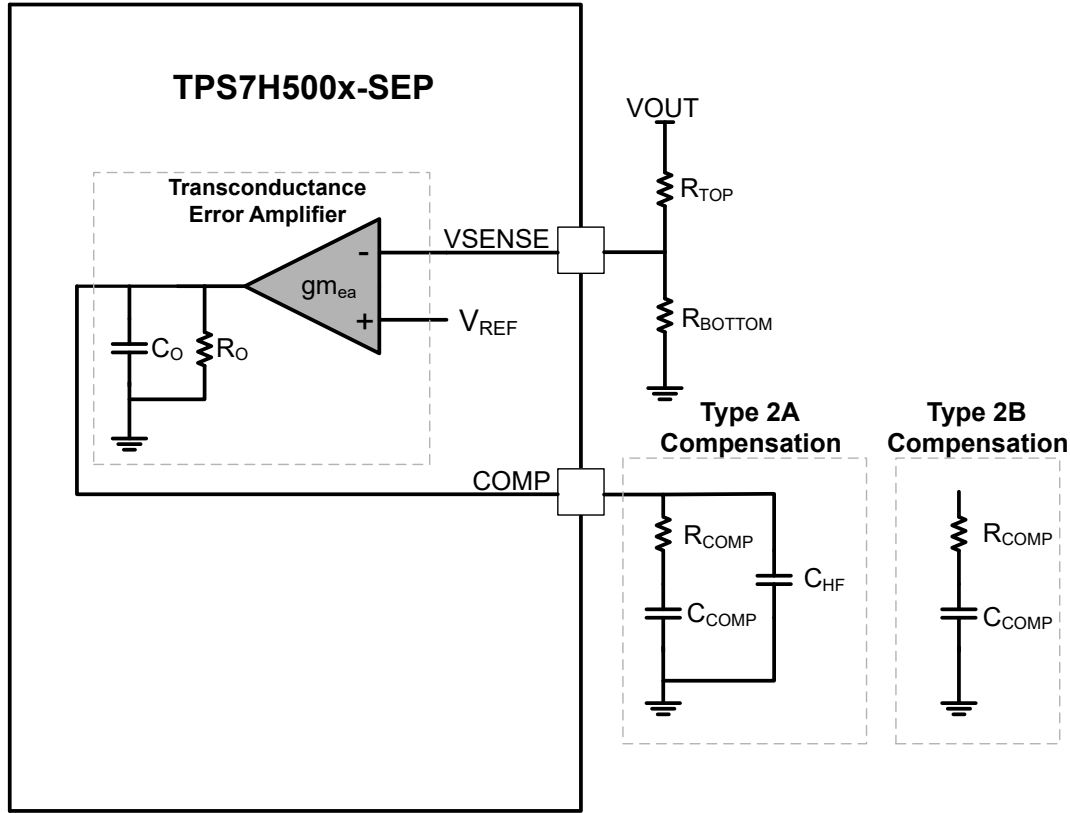 TPS7H500x-SEP
Transconductance
Error Amplifier
VSENSE
-
gmea
+
VREF
CO
RO
VOUT
RTOP
RBOTTOM
COMP
Type 2A
Compensation
RCOMP
CCOMP
CHF
Type 2B
Compensation
RCOMP
CCOMP